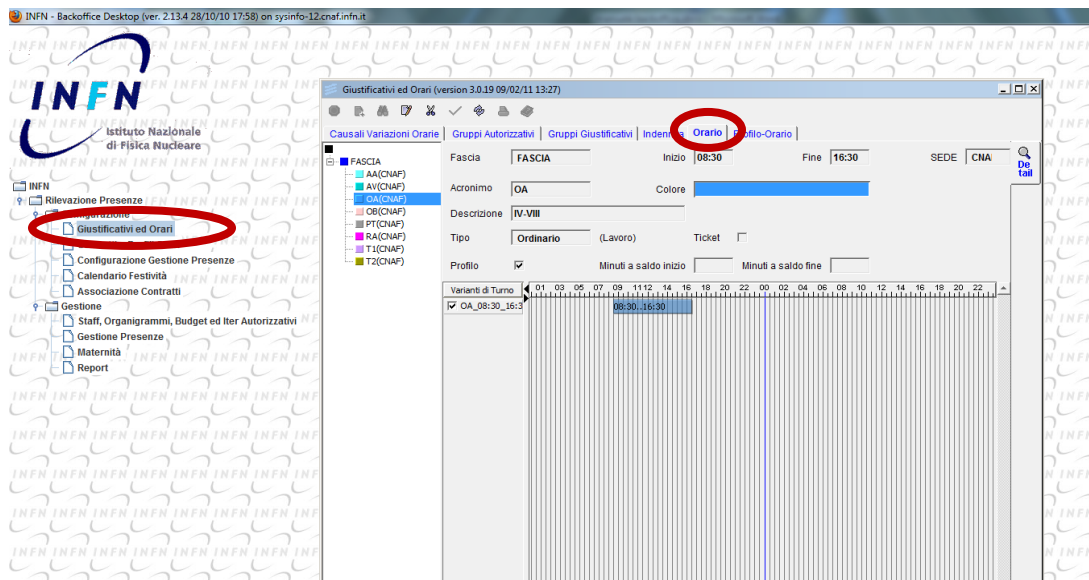 INFN - Backoffice Desktop (ver. 2.13.4 28/10/10 17:58) on sysinfo-12.cnaf.infn.it
INFN
Istituto Nazionale
di Fisica Nucleare
INFN
Rilevazione Presenze
Configurazione
Giustificativi ed Orari
Configurazione Gestione Presenze
Calendario Festività
Associazione Contratti
Gestione
Staff, Organigrammi, Budget ed Iter Autorizzativi
Gestione Presenze
Maternità
Report
Giustificativi ed Orari (version 3.0.19 09/02/11 13:27)
Causali Variazioni Orarie Gruppi Autorizzativi Gruppi Giustificativi Indennità Orario Profilo-Orario
FASCIA
AA(CNAF)
AV(CNAF)
OA(CNAF)
OB(CNAF)
PT(CNAF)
RA(CNAF)
T1(CNAF)
T2(CNAF)
Fascia FASCIA Inizio 08:30 Fine 16:30 SEDE CNA
Detail
Acronimo OA Colore
Descrizione IV-VIII
Tipo Ordinario (Lavoro) Ticket
Profilo Minuti a saldo inizio Minuti a saldo fine
Varianti di Turno 01 03 05 07 09 11 12 14 16 18 20 22 00 02 04 06 08 10 12 14 16 18 20 22
OA_08:30_16:3 08:30..16:30